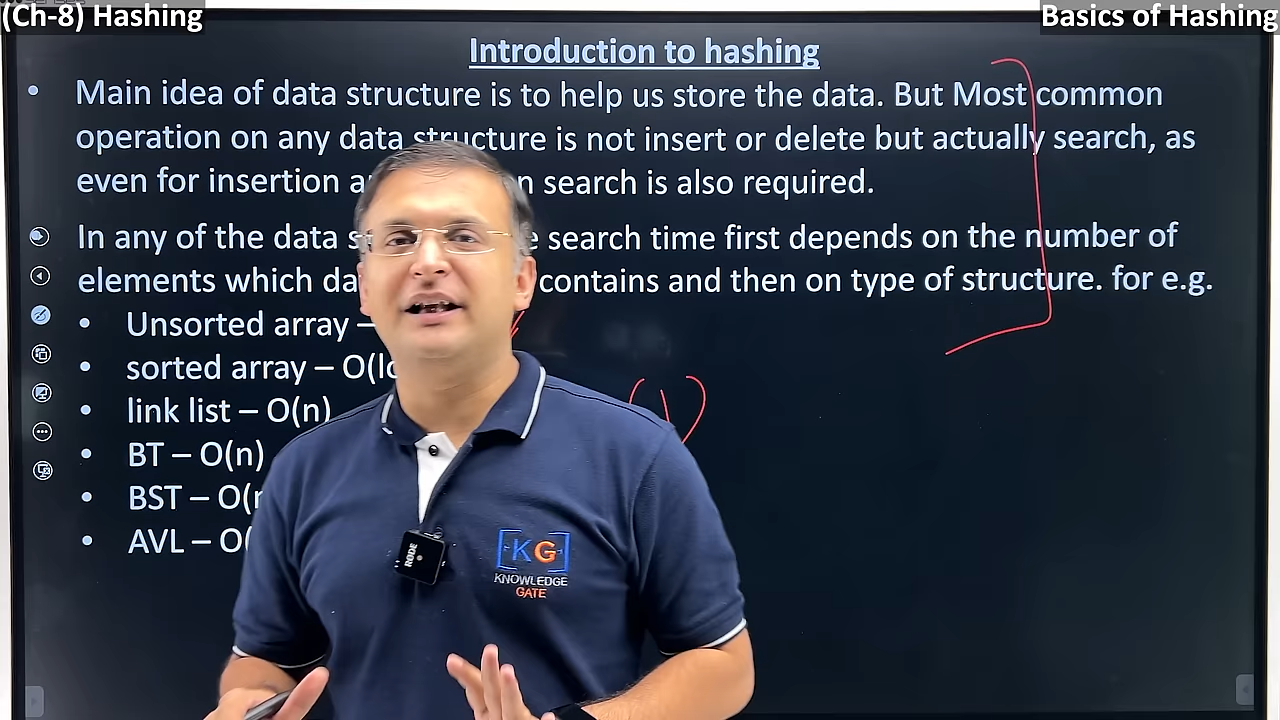 (Ch-8) Hashing
Basics of Hashing
Introduction to hashing
• Main idea of data structure is to help us store the data. But Most common
operation on any data structure is not insert or delete but actually search, as
even for insertion search is also required.
In any of the data search time first depends on the number of
elements which contains and then on type of structure. for e.g.
• Unsorted array –
• sorted array – O(lo
• link list – O(n)
• BT – O(n)
• BST – O(
• AVL – O(
RODE
KG
KNOWLEDGE
GATE